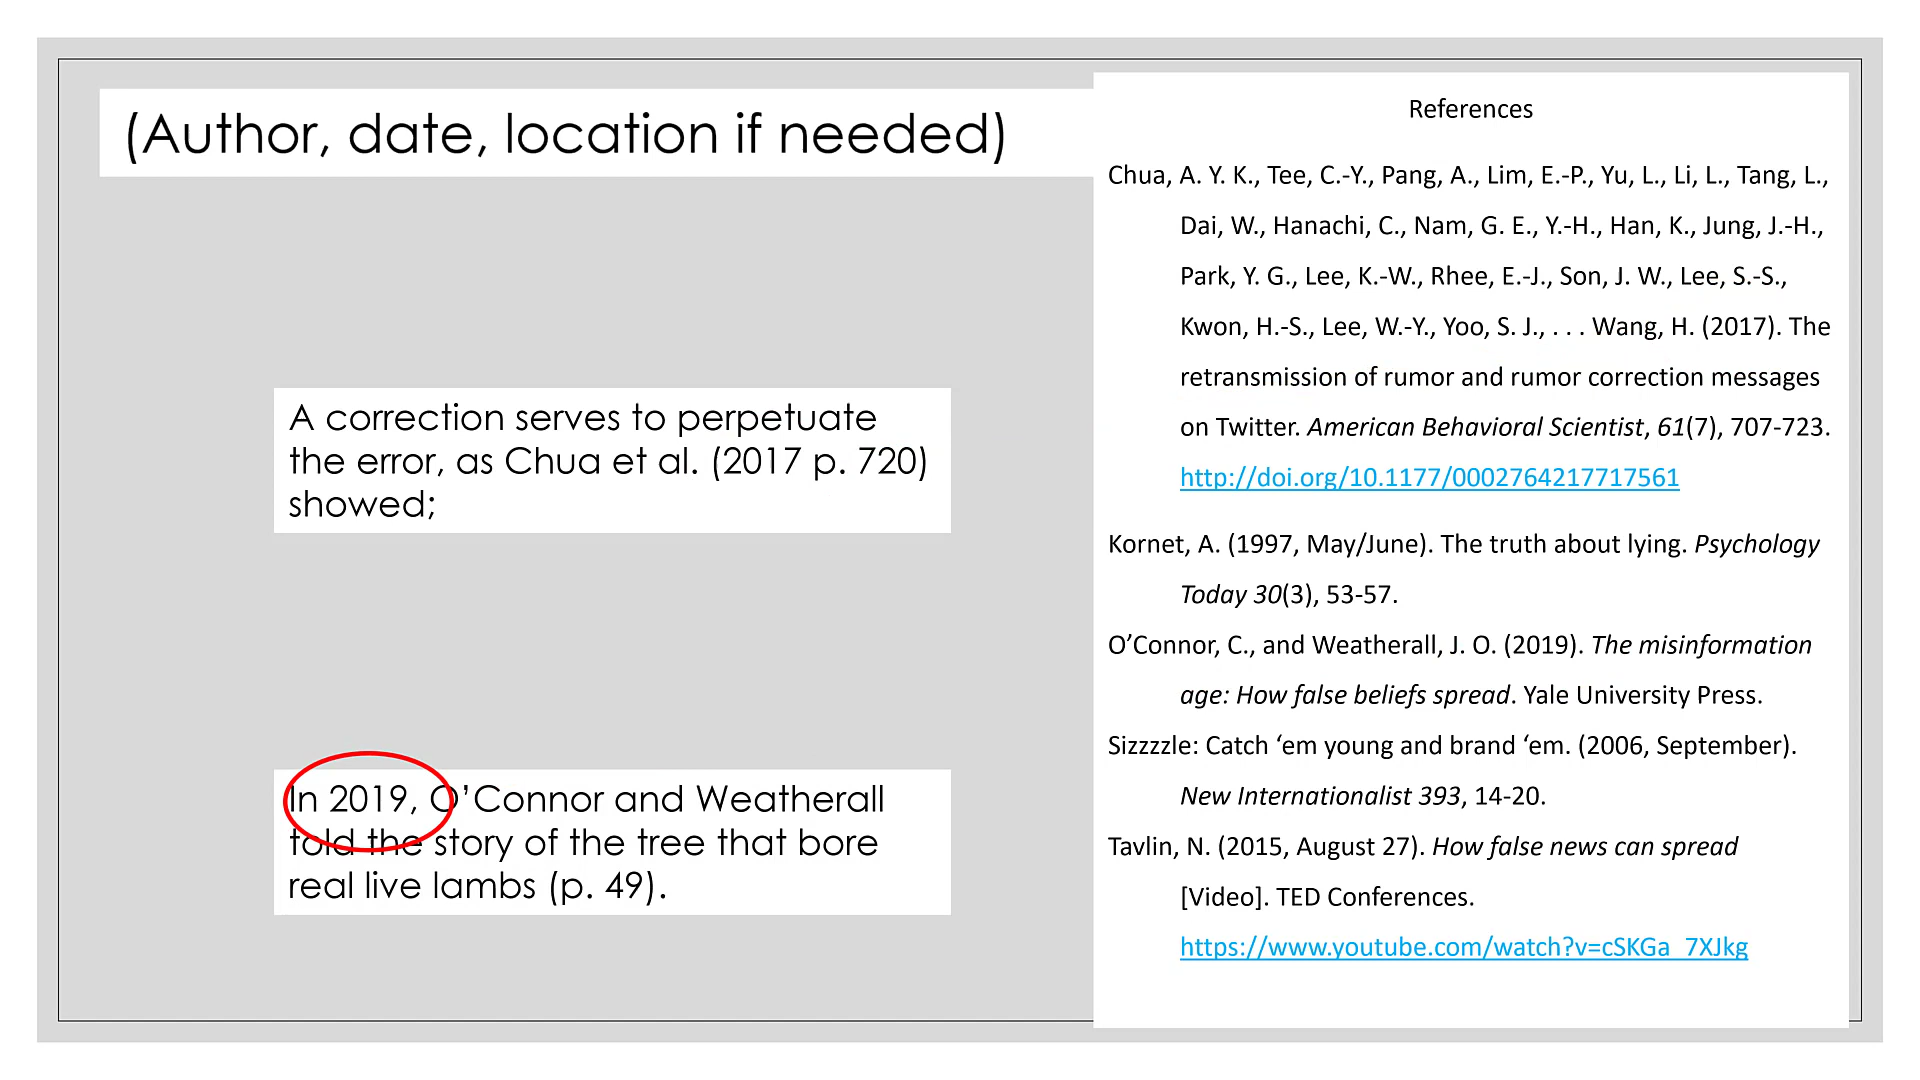 (Author, date, location if needed)
A correction serves to perpetuate
the error, as Chua et al. (2017 p. 720)
showed;
In 2019, O’Connor and Weatherall
told the story of the tree that bore
real live lambs (p. 49).
References
Chua, A. Y. K., Tee, C.-Y., Pang, A., Lim, E.-P., Yu, L., Li, L., Tang, L.,
Dai, W., Hanachi, C., Nam, G. E., Y.-H., Han, K., Jung, J.-H.,
Park, Y. G., Lee, K.-W., Rhee, E.-J., Son, J. W., Lee, S.-S.,
Kwon, H.-S., Lee, W.-Y., Yoo, S. J., . . . Wang, H. (2017). The
retransmission of rumor and rumor correction messages
on Twitter. American Behavioral Scientist, 61(7), 707-723.
http://doi.org/10.1177/0002764217717561
Kornet, A. (1997, May/June). The truth about lying. Psychology
Today 30(3), 53-57.
O’Connor, C., and Weatherall, J. O. (2019). The misinformation
age: How false beliefs spread. Yale University Press.
Sizzzzle: Catch ‘em young and brand ‘em. (2006, September).
New Internationalist 393, 14-20.
Tavlin, N. (2015, August 27). How false news can spread
[Video]. TED Conferences.
https://www.youtube.com/watch?v=cSKGa_7XJkg